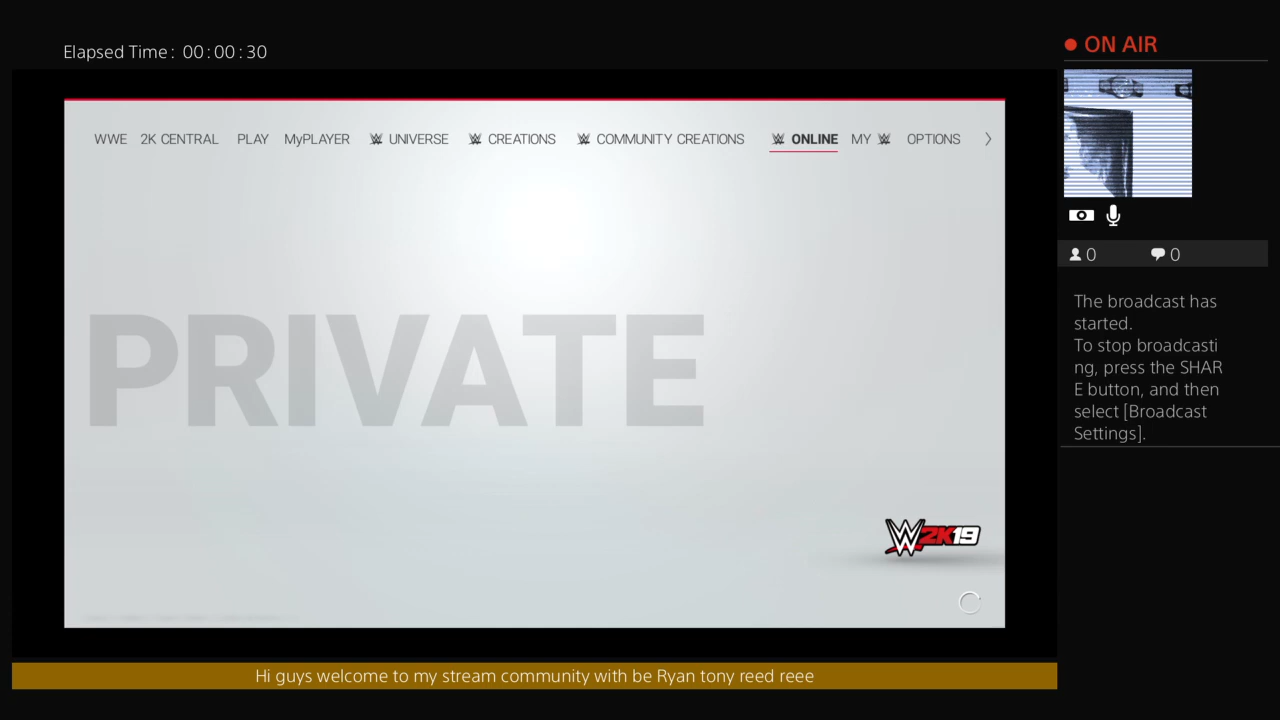 Elapsed Time: 00:00:30
ON AIR
WWE 2K CENTRAL PLAY MyPLAYER UNIVERSE CREATIONS COMMUNITY CREATIONS ONLINE MY OPTIONS
0 0
The broadcast has
started.
To stop broadcasti
ng, press the SHAR
E button, and then
select [Broadcast
Settings].
PRIVATE
W 2K19
Hi guys welcome to my stream community with be Ryan tony reed reee